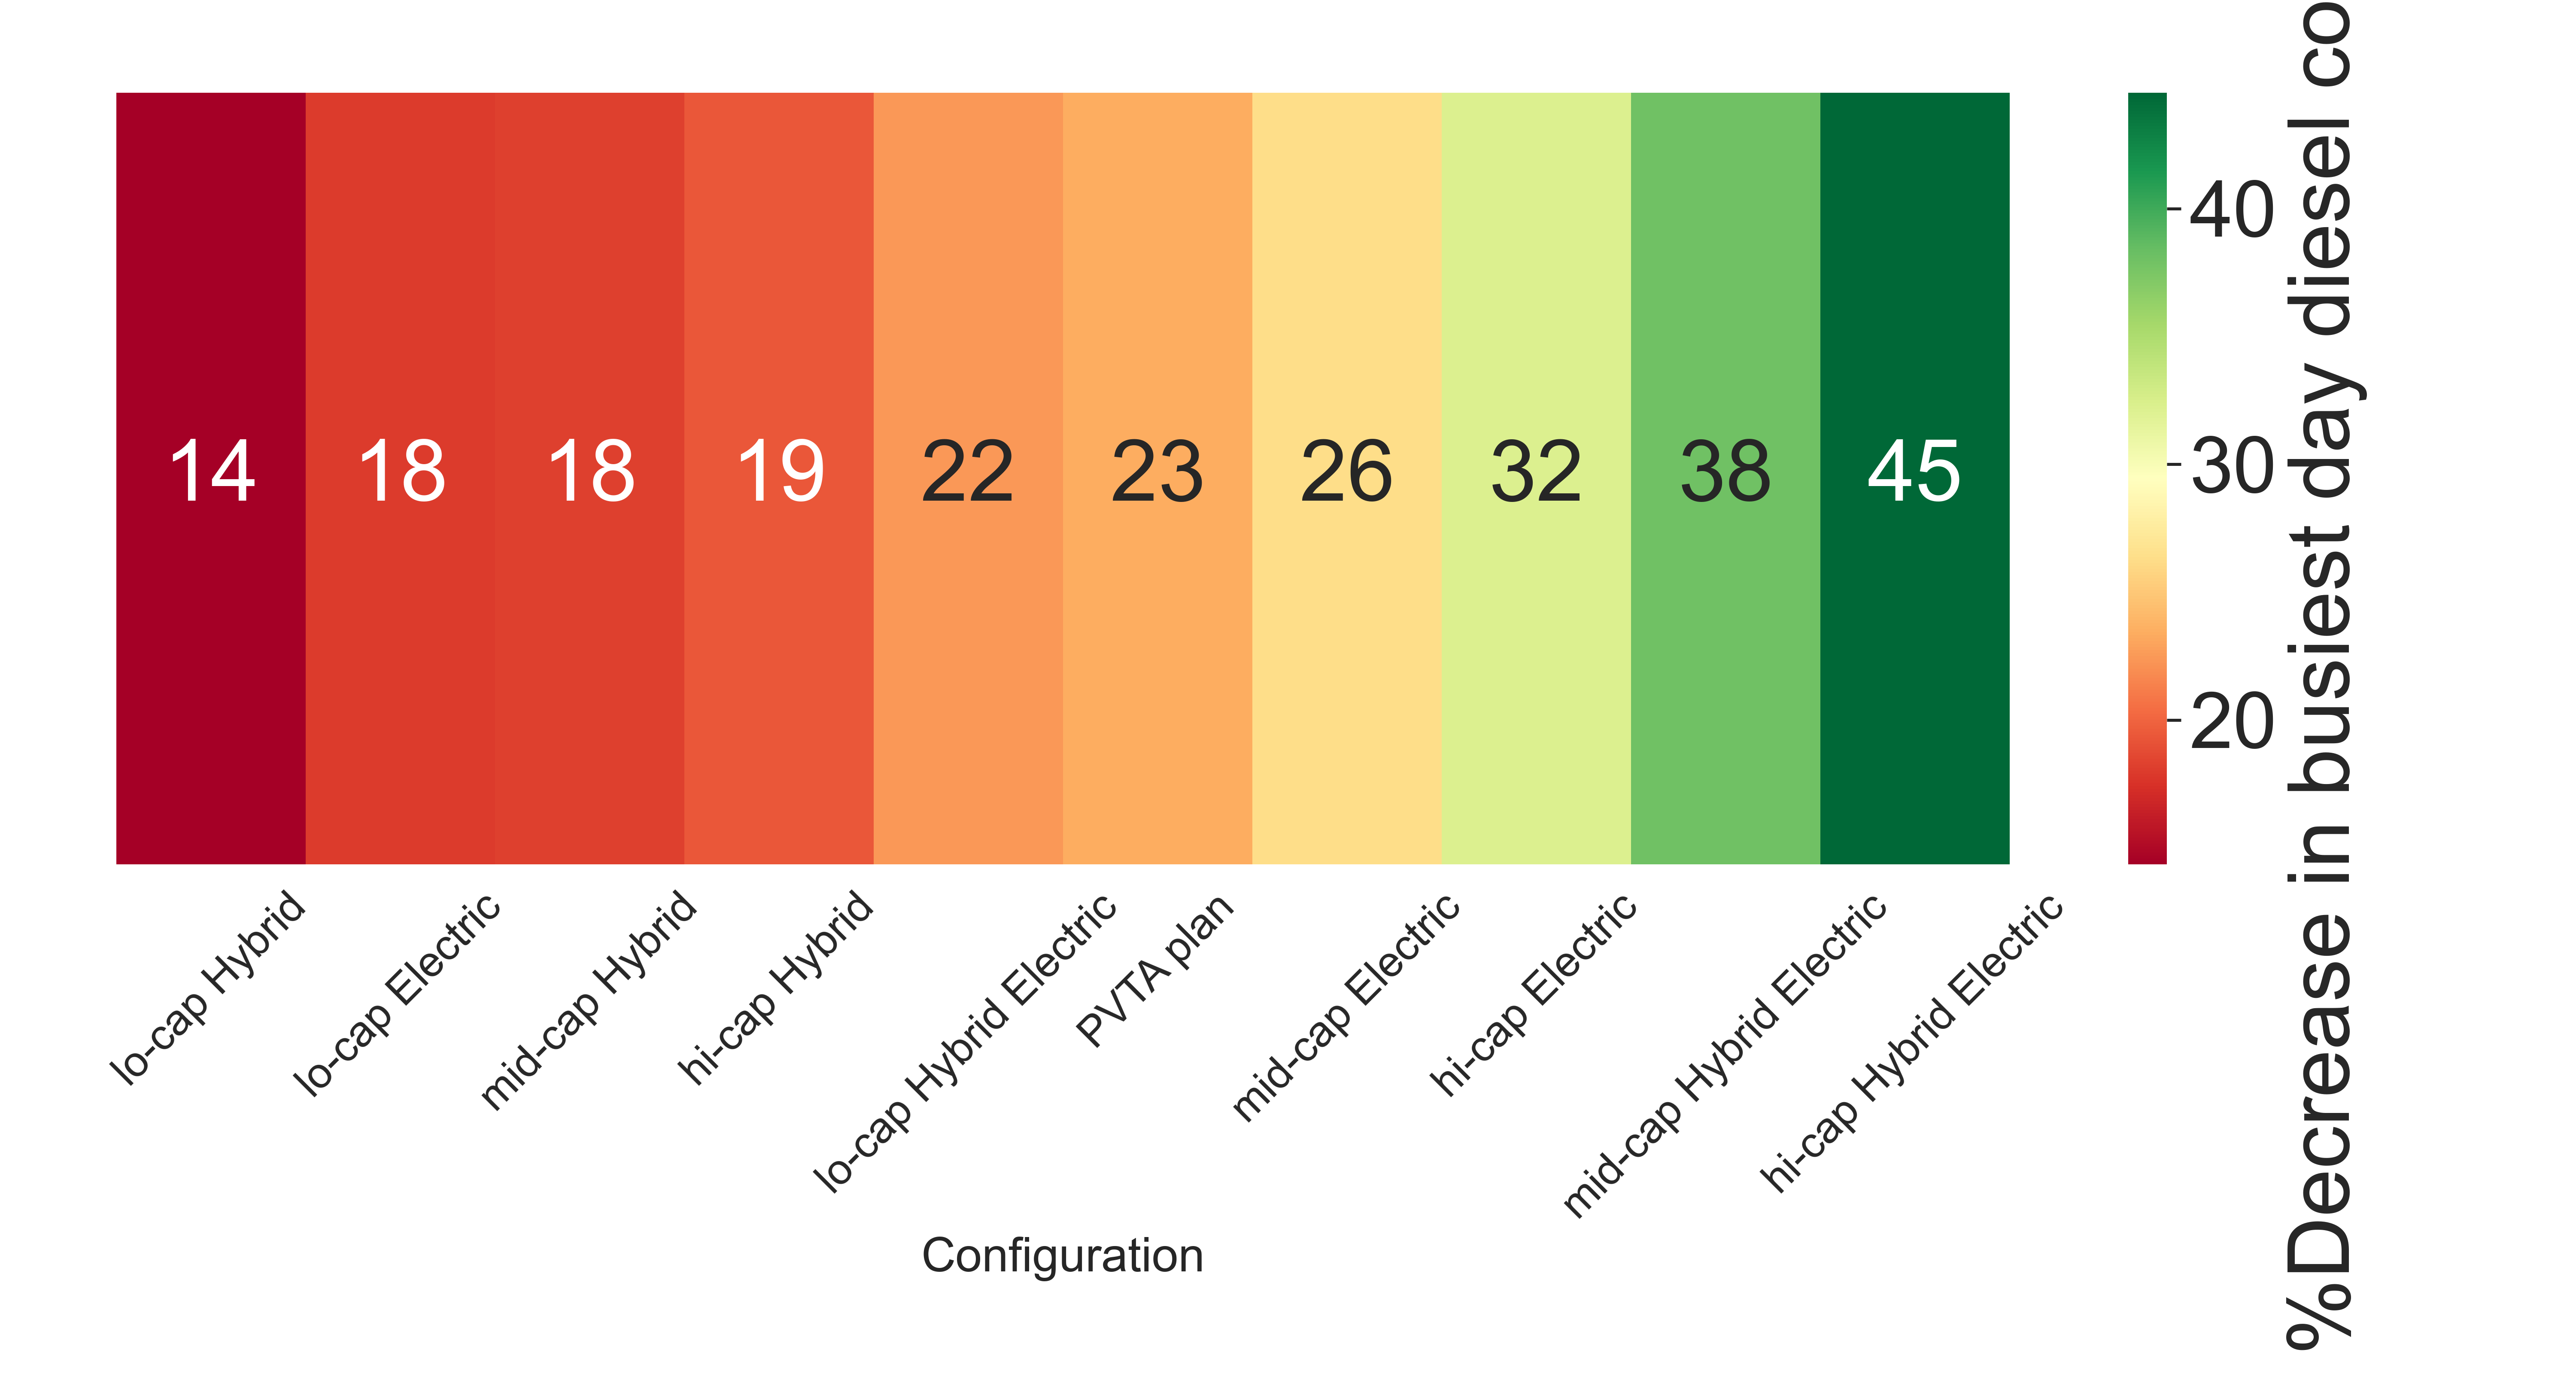 14 18 18 19 22 23 26 32 38 45
lo-cap Hybrid
lo-cap Electric
mid-cap Hybrid
hi-cap Hybrid
lo-cap Hybrid Electric
PVTA plan
mid-cap Electric
hi-cap Electric
mid-cap Hybrid Electric
hi-cap Hybrid Electric
Configuration
40
30
20
%Decrease in busiest day diesel co